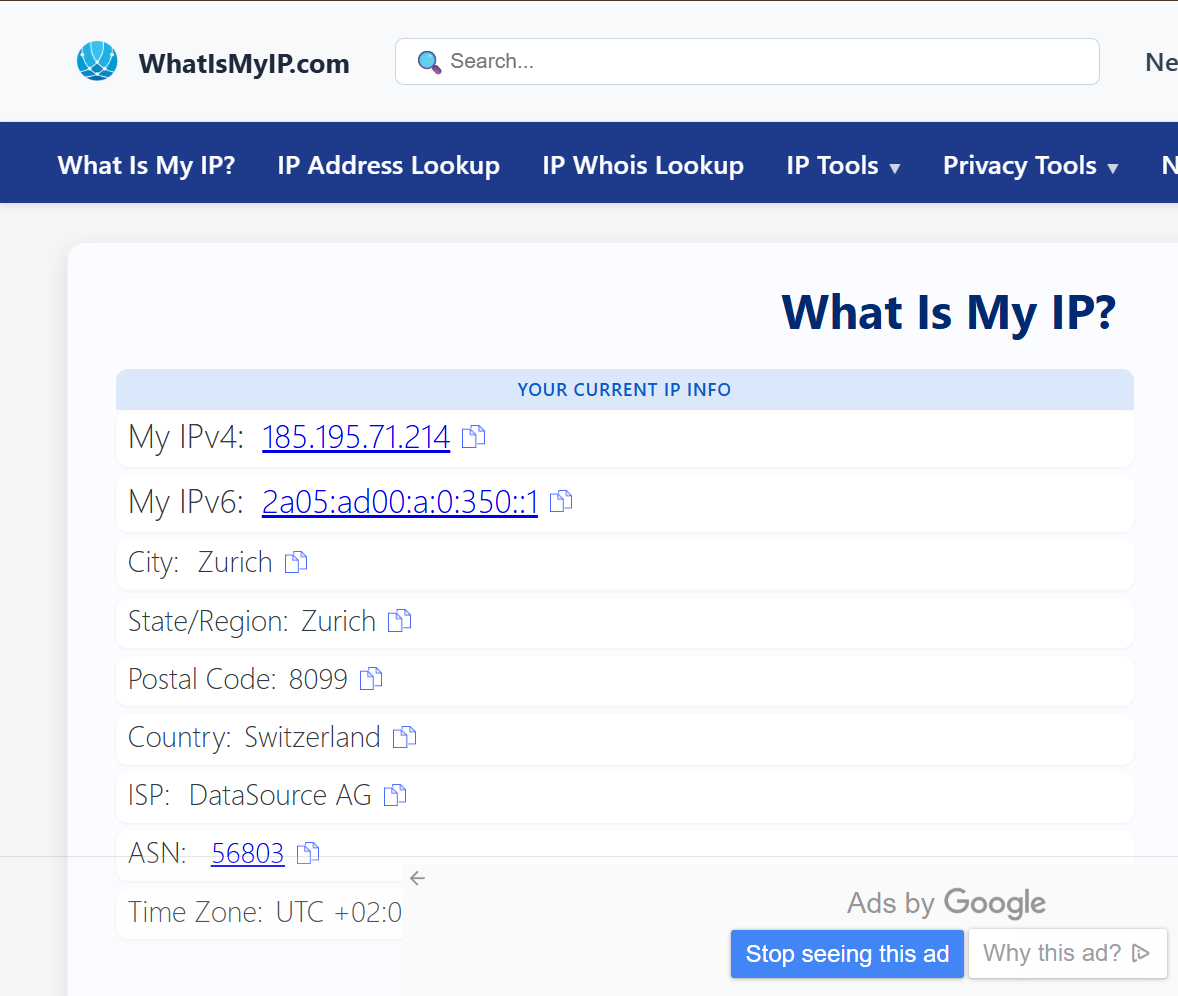 WhatIsMyIP.com Search... Ne
What Is My IP? IP Address Lookup IP Whois Lookup IP Tools ▼ Privacy Tools ▼ N
What Is My IP?
YOUR CURRENT IP INFO
My IPv4: 185.195.71.214
My IPv6: 2a05:ad00:a:0:350::1
City: Zurich
State/Region: Zurich
Postal Code: 8099
Country: Switzerland
ISP: DataSource AG
ASN: 56803
Time Zone: UTC +02:0
Ads by Google
Stop seeing this ad Why this ad?